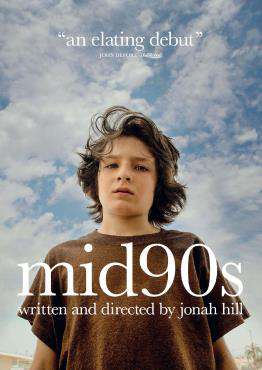 “an elating debut”
mid90s
written and directed by jonah hill